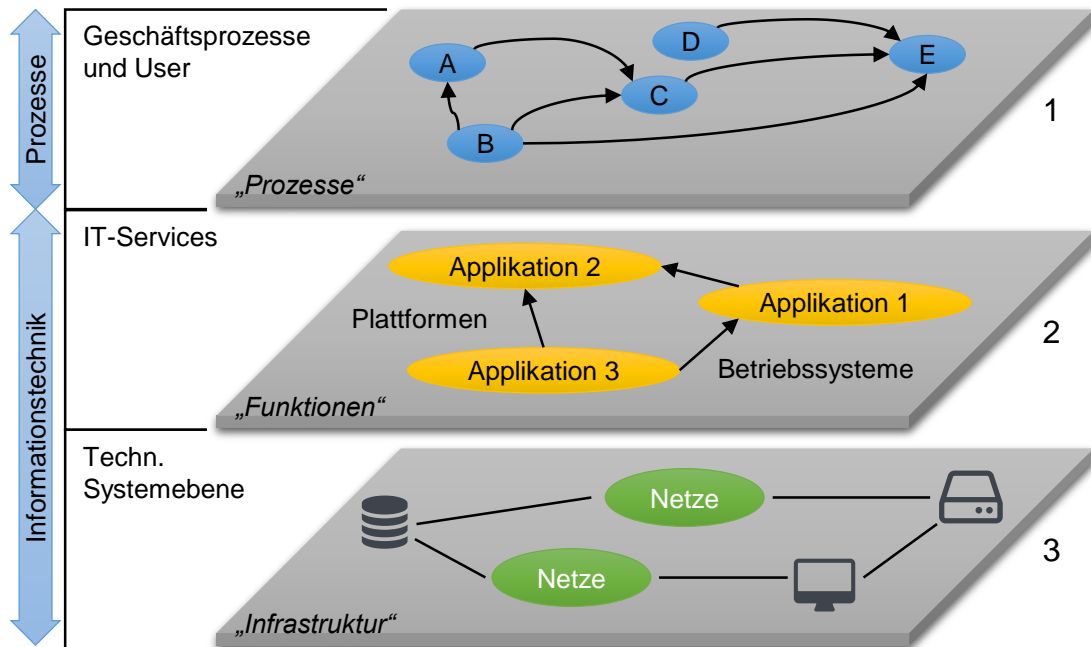 Prozesse
Geschäftsprozesse
und User
A
B
C
D
E
„Prozesse“
1
Informationstechnik
IT-Services
Applikation 2
Applikation 1
Plattformen
Applikation 3
Betriebssysteme
„Funktionen“
2
Techn.
Systemebene
Netze
Netze
„Infrastruktur“
3